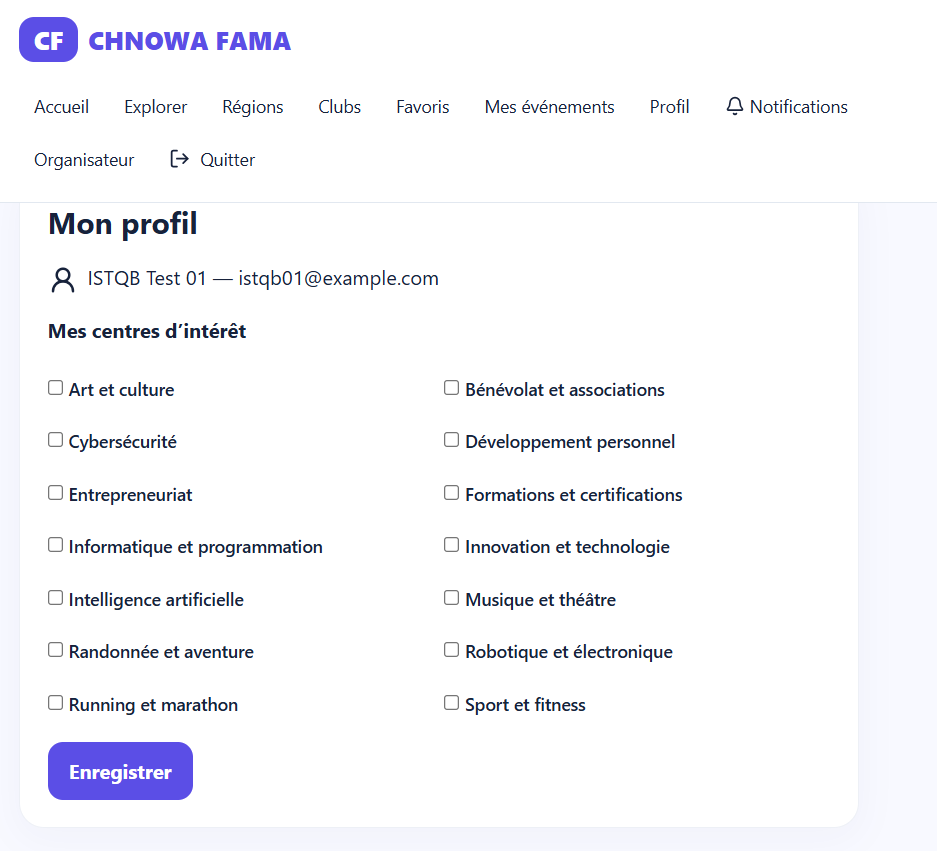 CF CHNOWA FAMA
Accueil Explorer Régions Clubs Favoris Mes événements Profil Notifications
Organisateur Quitter
Mon profil
ISTQB Test 01 — istqb01@example.com
Mes centres d’intérêt
Art et culture Bénévolat et associations
Cybersécurité Développement personnel
Entrepreneuriat Formations et certifications
Informatique et programmation Innovation et technologie
Intelligence artificielle Musique et théâtre
Randonnée et aventure Robotique et électronique
Running et marathon Sport et fitness
Enregistrer